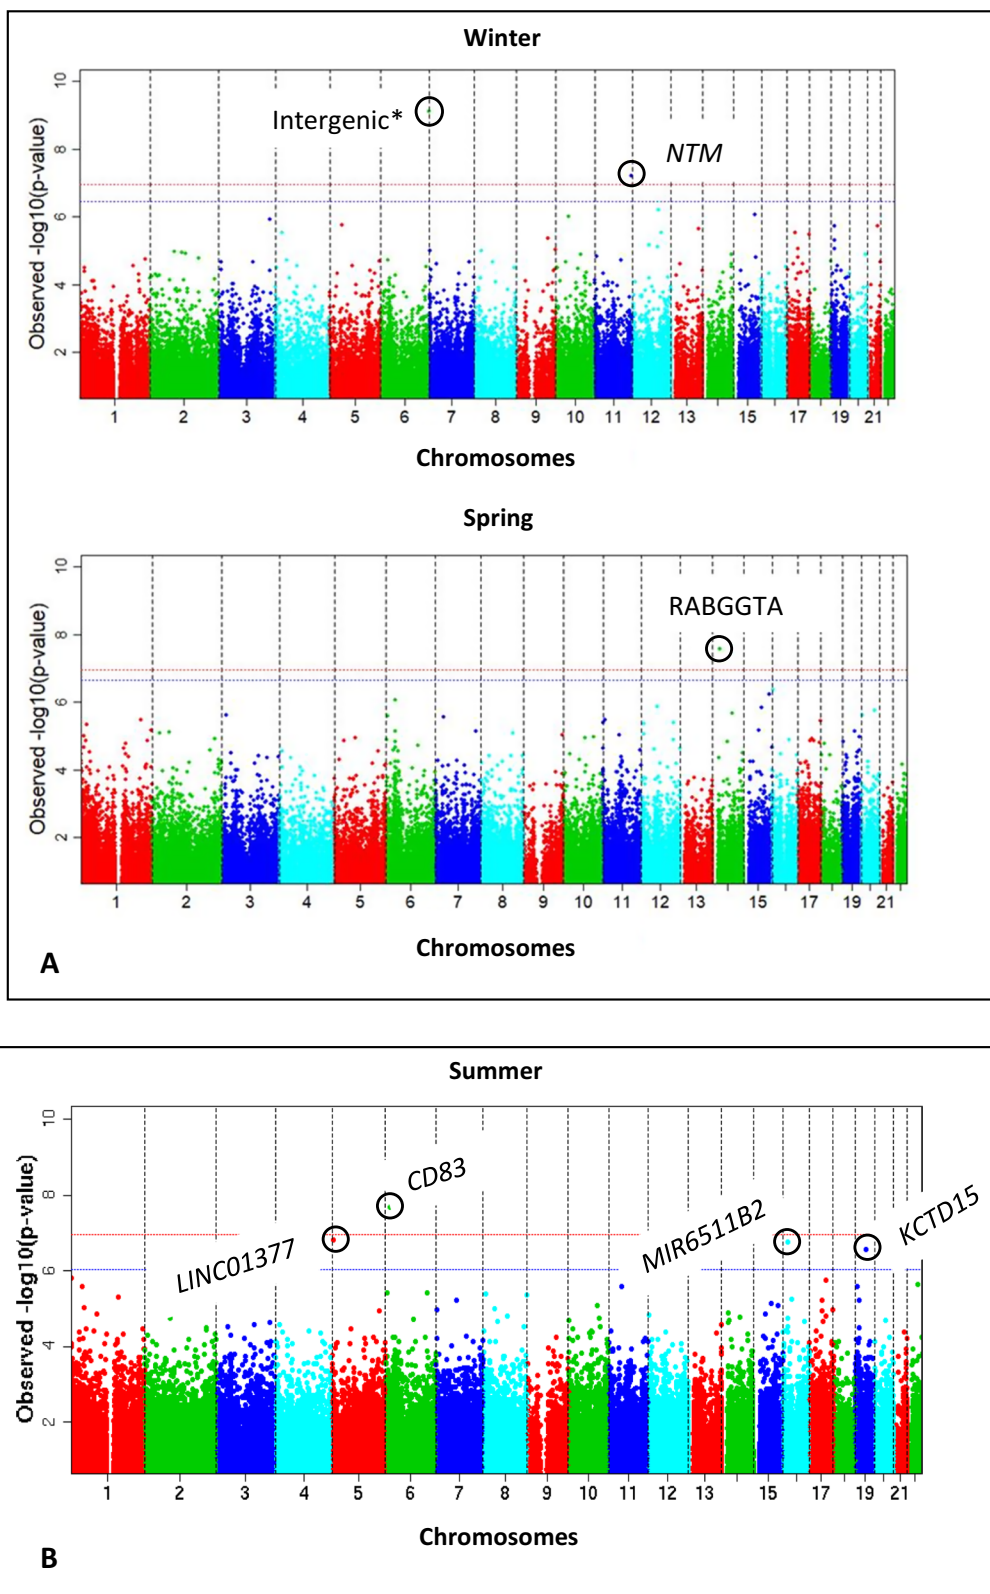 Winter
Observed -log10(p-value)
10
8
6
4
2
Intergenic*
NTM
1 2 3 4 5 6 7 8 9 10 11 12 13 15 17 19 21
Chromosomes
Spring
Observed -log10(p-value)
10
8
6
4
2
RABGGTA
1 2 3 4 5 6 7 8 9 10 11 12 13 15 17 19 21
Chromosomes
A
Summer
Observed -log10(p-value)
10
8
6
4
2
CD83
LINC01377
MIR6511B2
KCTD15
1 2 3 4 5 6 7 8 9 10 11 12 13 15 17 19 21
Chromosomes
B